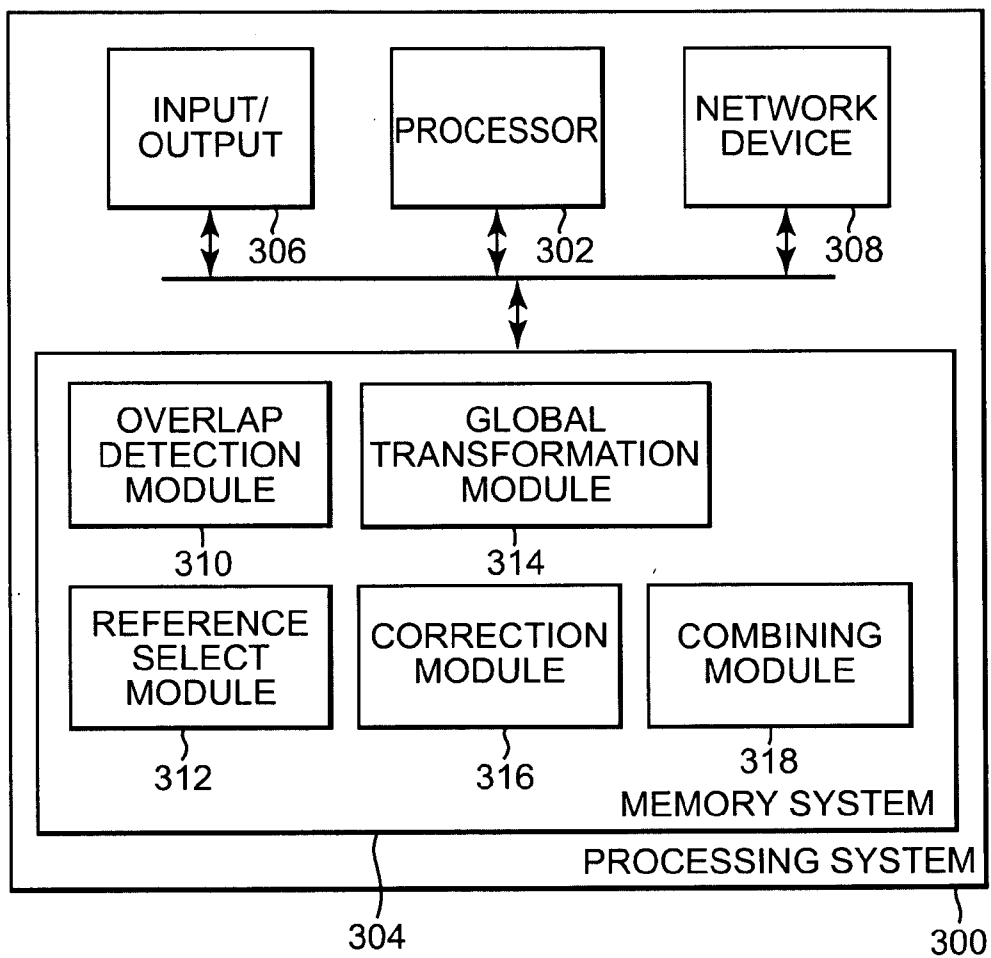 INPUT/
OUTPUT
306
PROCESSOR
302
NETWORK
DEVICE
308
OVERLAP
DETECTION
MODULE
310
GLOBAL
TRANSFORMATION
MODULE
314
REFERENCE
SELECT
MODULE
312
CORRECTION
MODULE
316
COMBINING
MODULE
318
MEMORY SYSTEM
PROCESSING SYSTEM
304
300